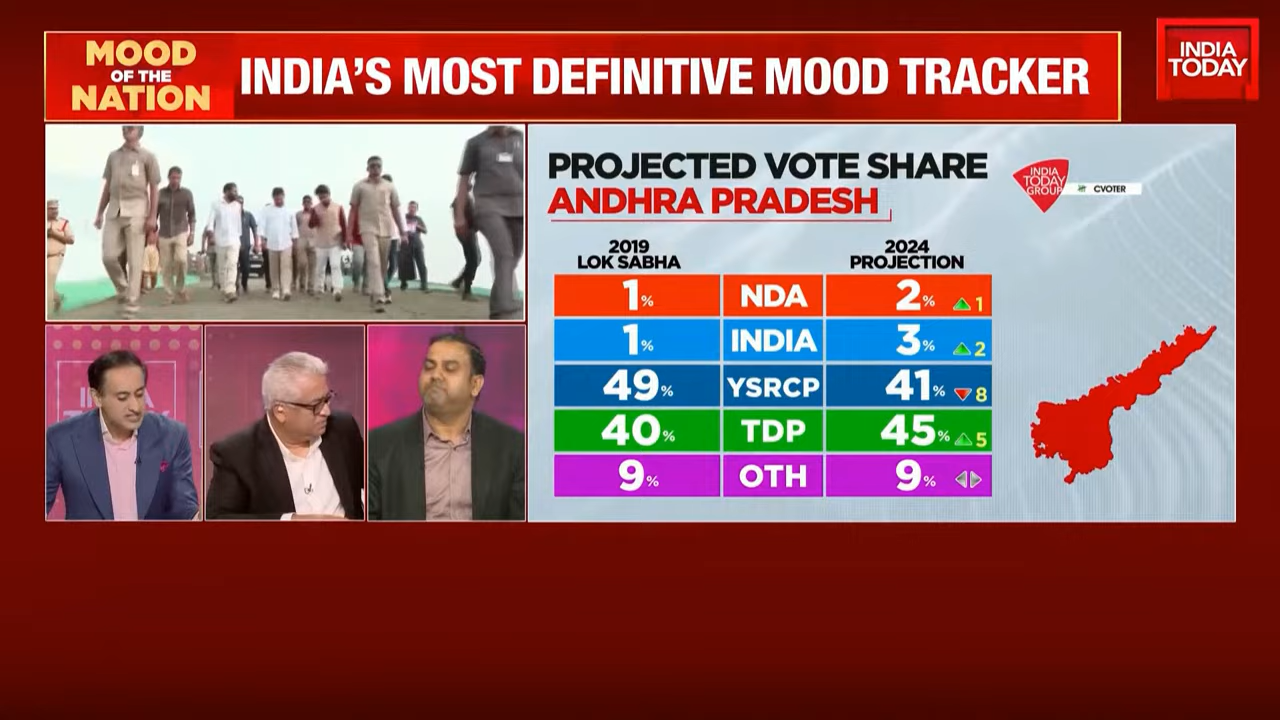 MOOD
OF THE
NATION
INDIA'S MOST DEFINITIVE MOOD TRACKER
INDIA
TODAY
PROJECTED VOTE SHARE
ANDHRA PRADESH
INDIA
TODAY
GROUP
CVOTER
2019
LOK SABHA
2024
PROJECTION
1% NDA 2% 1
1% INDIA 3% 2
49% YSRCP 41% 8
40% TDP 45% 5
9% OTH 9%